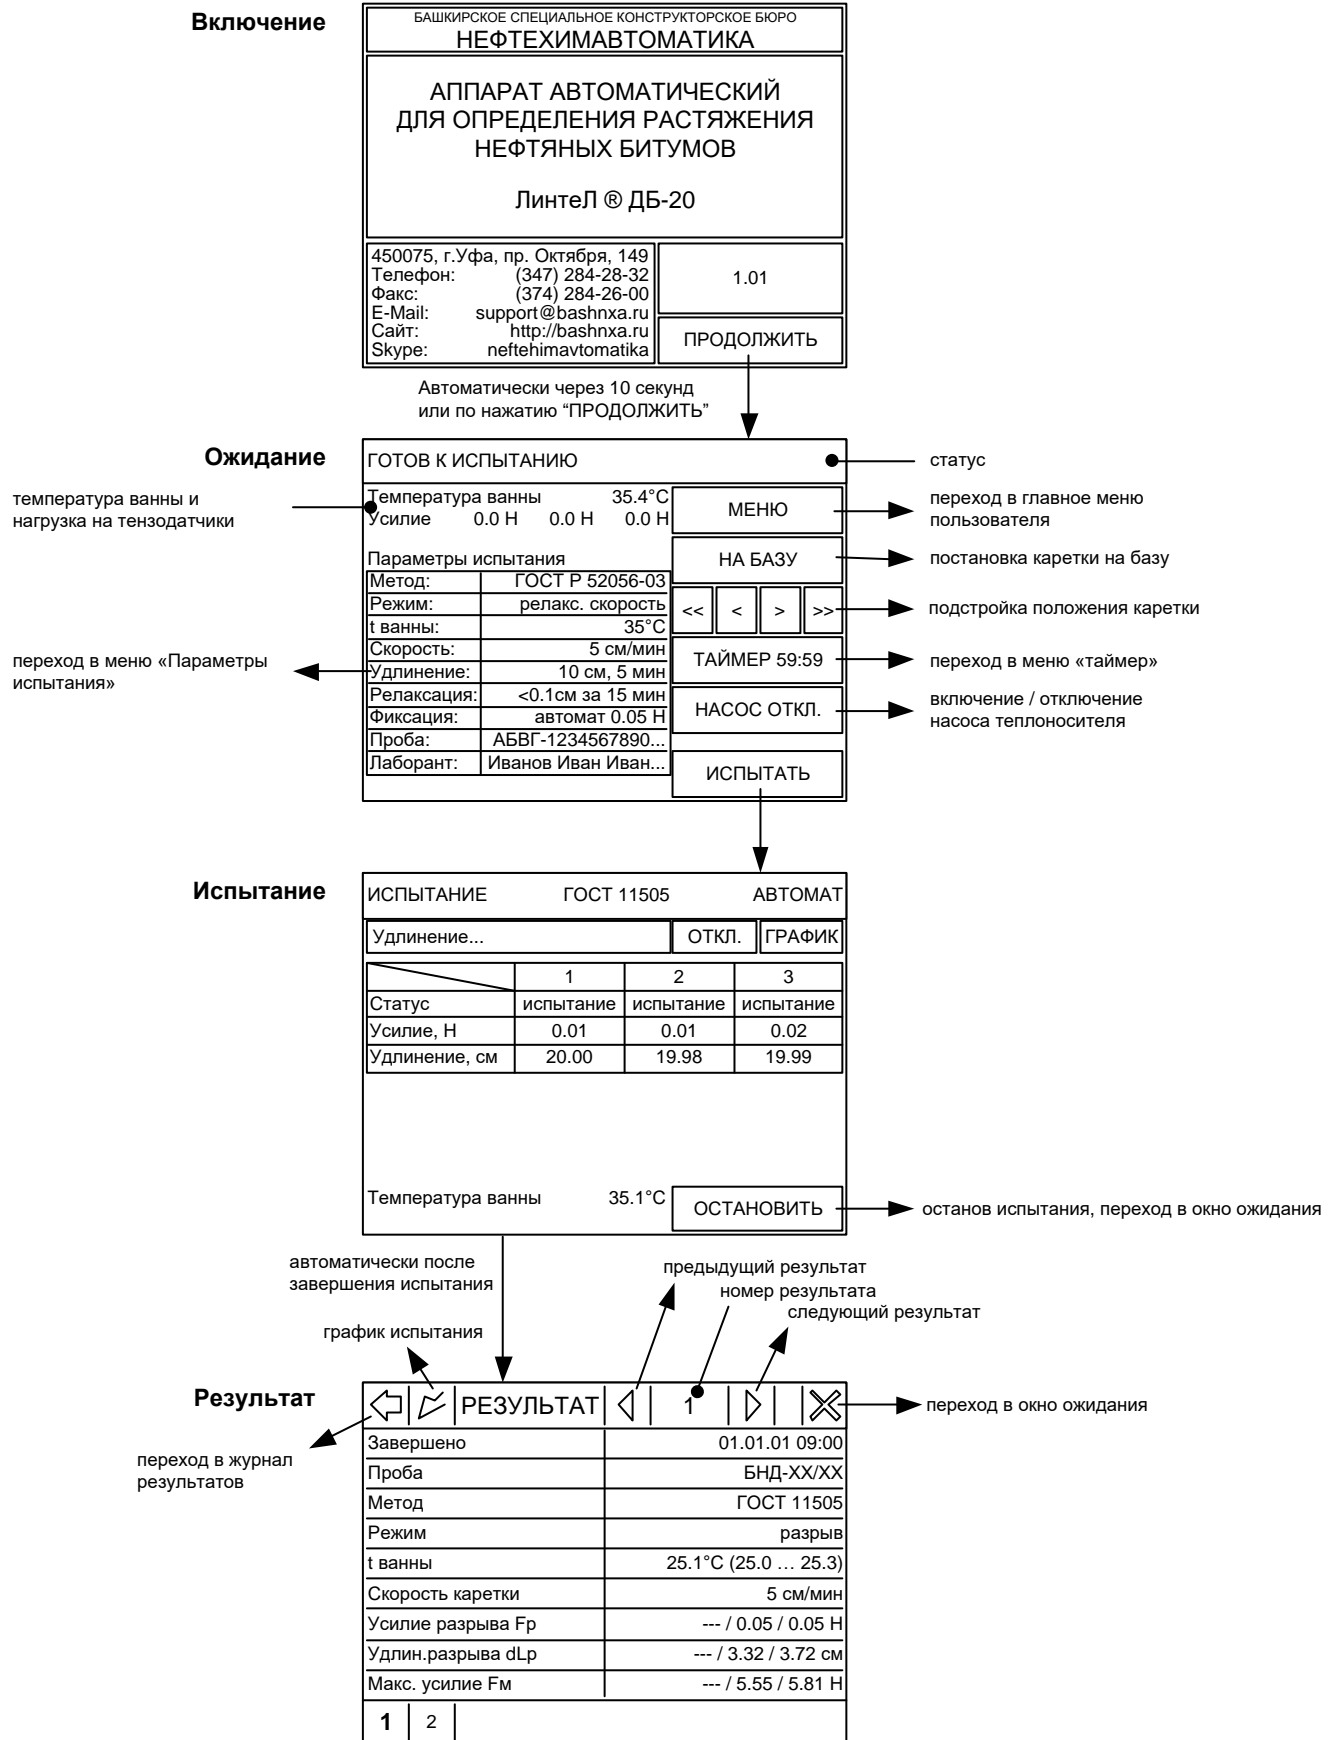 Включение
БАШКИРСКОЕ СПЕЦИАЛЬНОЕ КОНСТРУКТОРСКОЕ БЮРО
НЕФТЕХИМАВТОМАТИКА
АППАРАТ АВТОМАТИЧЕСКИЙ
ДЛЯ ОПРЕДЕЛЕНИЯ РАСТЯЖЕНИЯ
НЕФТЯНЫХ БИТУМОВ
ЛинтеЛ ® ДБ-20
450075, г.Уфа, пр. Октября, 149
Телефон: (347) 284-28-32
Факс: (374) 284-26-00
E-Mail: support@bashnxa.ru
Сайт: http://bashnxa.ru
Skype: neftehimavtomatika
1.01
ПРОДОЛЖИТЬ
Автоматически через 10 секунд
или по нажатию “ПРОДОЛЖИТЬ”
Ожидание
ГОТОВ К ИСПЫТАНИЮ
статус
температура ванны и
нагрузка на тензодатчики
Температура ванны 35.4°C
Усилие 0.0 Н 0.0 Н 0.0 Н
МЕНЮ
переход в главное меню
пользователя
НА БАЗУ
постановка каретки на базу
<< < > >>
подстройка положения каретки
ТАЙМЕР 59:59
переход в меню «таймер»
НАСОС ОТКЛ.
включение / отключение
насоса теплоносителя
ИСПЫТАТЬ
Параметры испытания
Метод: ГОСТ Р 52056-03
Режим: релакс. скорость
t ванны: 35°C
Скорость: 5 см/мин
Удлинение: 10 см, 5 мин
Релаксация: <0.1см за 15 мин
Фиксация: автомат 0.05 Н
Проба: АБВГ-1234567890...
Лаборант: Иванов Иван Иван...
переход в меню «Параметры
испытания»
Испытание
ИСПЫТАНИЕ ГОСТ 11505 АВТОМАТ
Удлинение... ОТКЛ. ГРАФИК
1 2 3
Статус испытание испытание испытание
Усилие, Н 0.01 0.01 0.02
Удлинение, см 20.00 19.98 19.99
Температура ванны 35.1°C
ОСТАНОВИТЬ
останов испытания, переход в окно ожидания
автоматически после
завершения испытания
предыдущий результат
номер результата
следующий результат
график испытания
Результат
РЕЗУЛЬТАТ 1
переход в окно ожидания
переход в журнал
результатов
Завершено 01.01.01 09:00
Проба БНД-ХХ/ХХ
Метод ГОСТ 11505
Режим разрыв
t ванны 25.1°C (25.0 … 25.3)
Скорость каретки 5 см/мин
Усилие разрыва Fр --- / 0.05 / 0.05 Н
Удлин.разрыва dLр --- / 3.32 / 3.72 см
Макс. усилие Fм --- / 5.55 / 5.81 Н
1 2